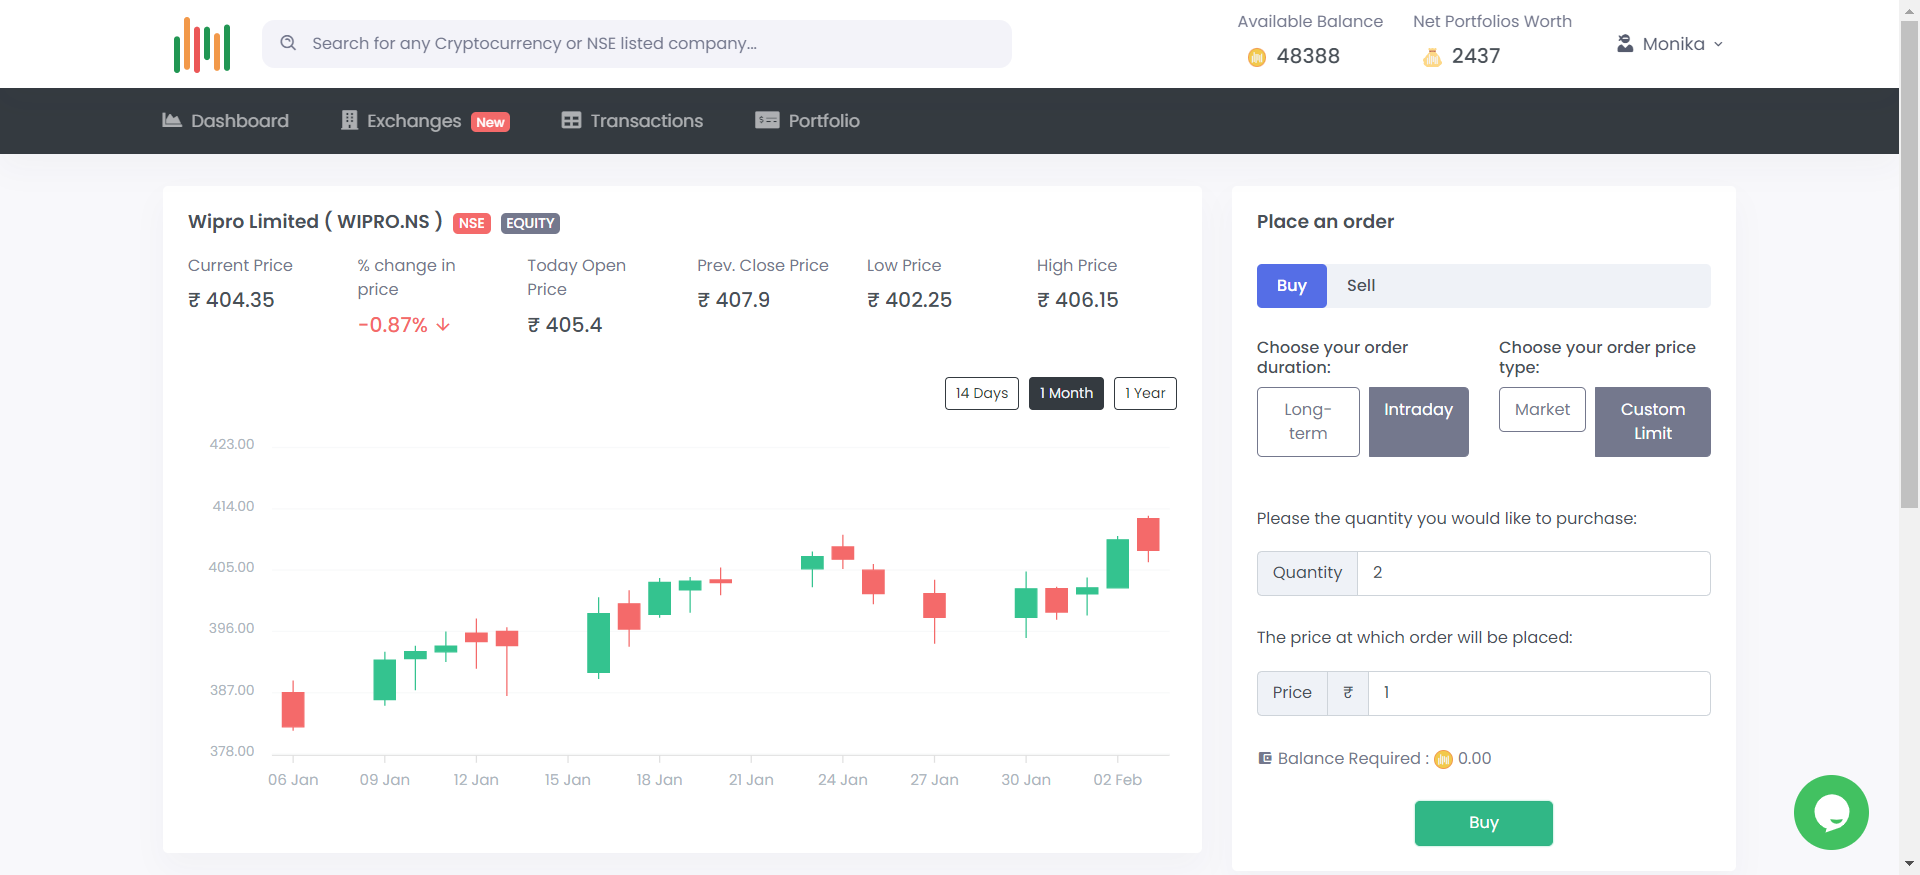 Search for any Cryptocurrency or NSE listed company...
Available Balance
48388
Net Portfolios Worth
2437
Monika
Dashboard
Exchanges New
Transactions
Portfolio
Wipro Limited ( WIPRO.NS ) NSE EQUITY
Current Price
₹ 404.35
% change in
price
-0.87%
Today Open
Price
₹ 405.4
Prev. Close Price
₹ 407.9
Low Price
₹ 402.25
High Price
₹ 406.15
14 Days
1 Month
1 Year
423.00
414.00
405.00
396.00
387.00
378.00
06 Jan
09 Jan
12 Jan
15 Jan
18 Jan
21 Jan
24 Jan
27 Jan
30 Jan
02 Feb
Place an order
Buy
Sell
Choose your order
duration:
Long-
term
Intraday
Choose your order price
type:
Market
Custom
Limit
Please the quantity you would like to purchase:
Quantity 2
The price at which order will be placed:
Price ₹ 1
Balance Required : 0.00
Buy